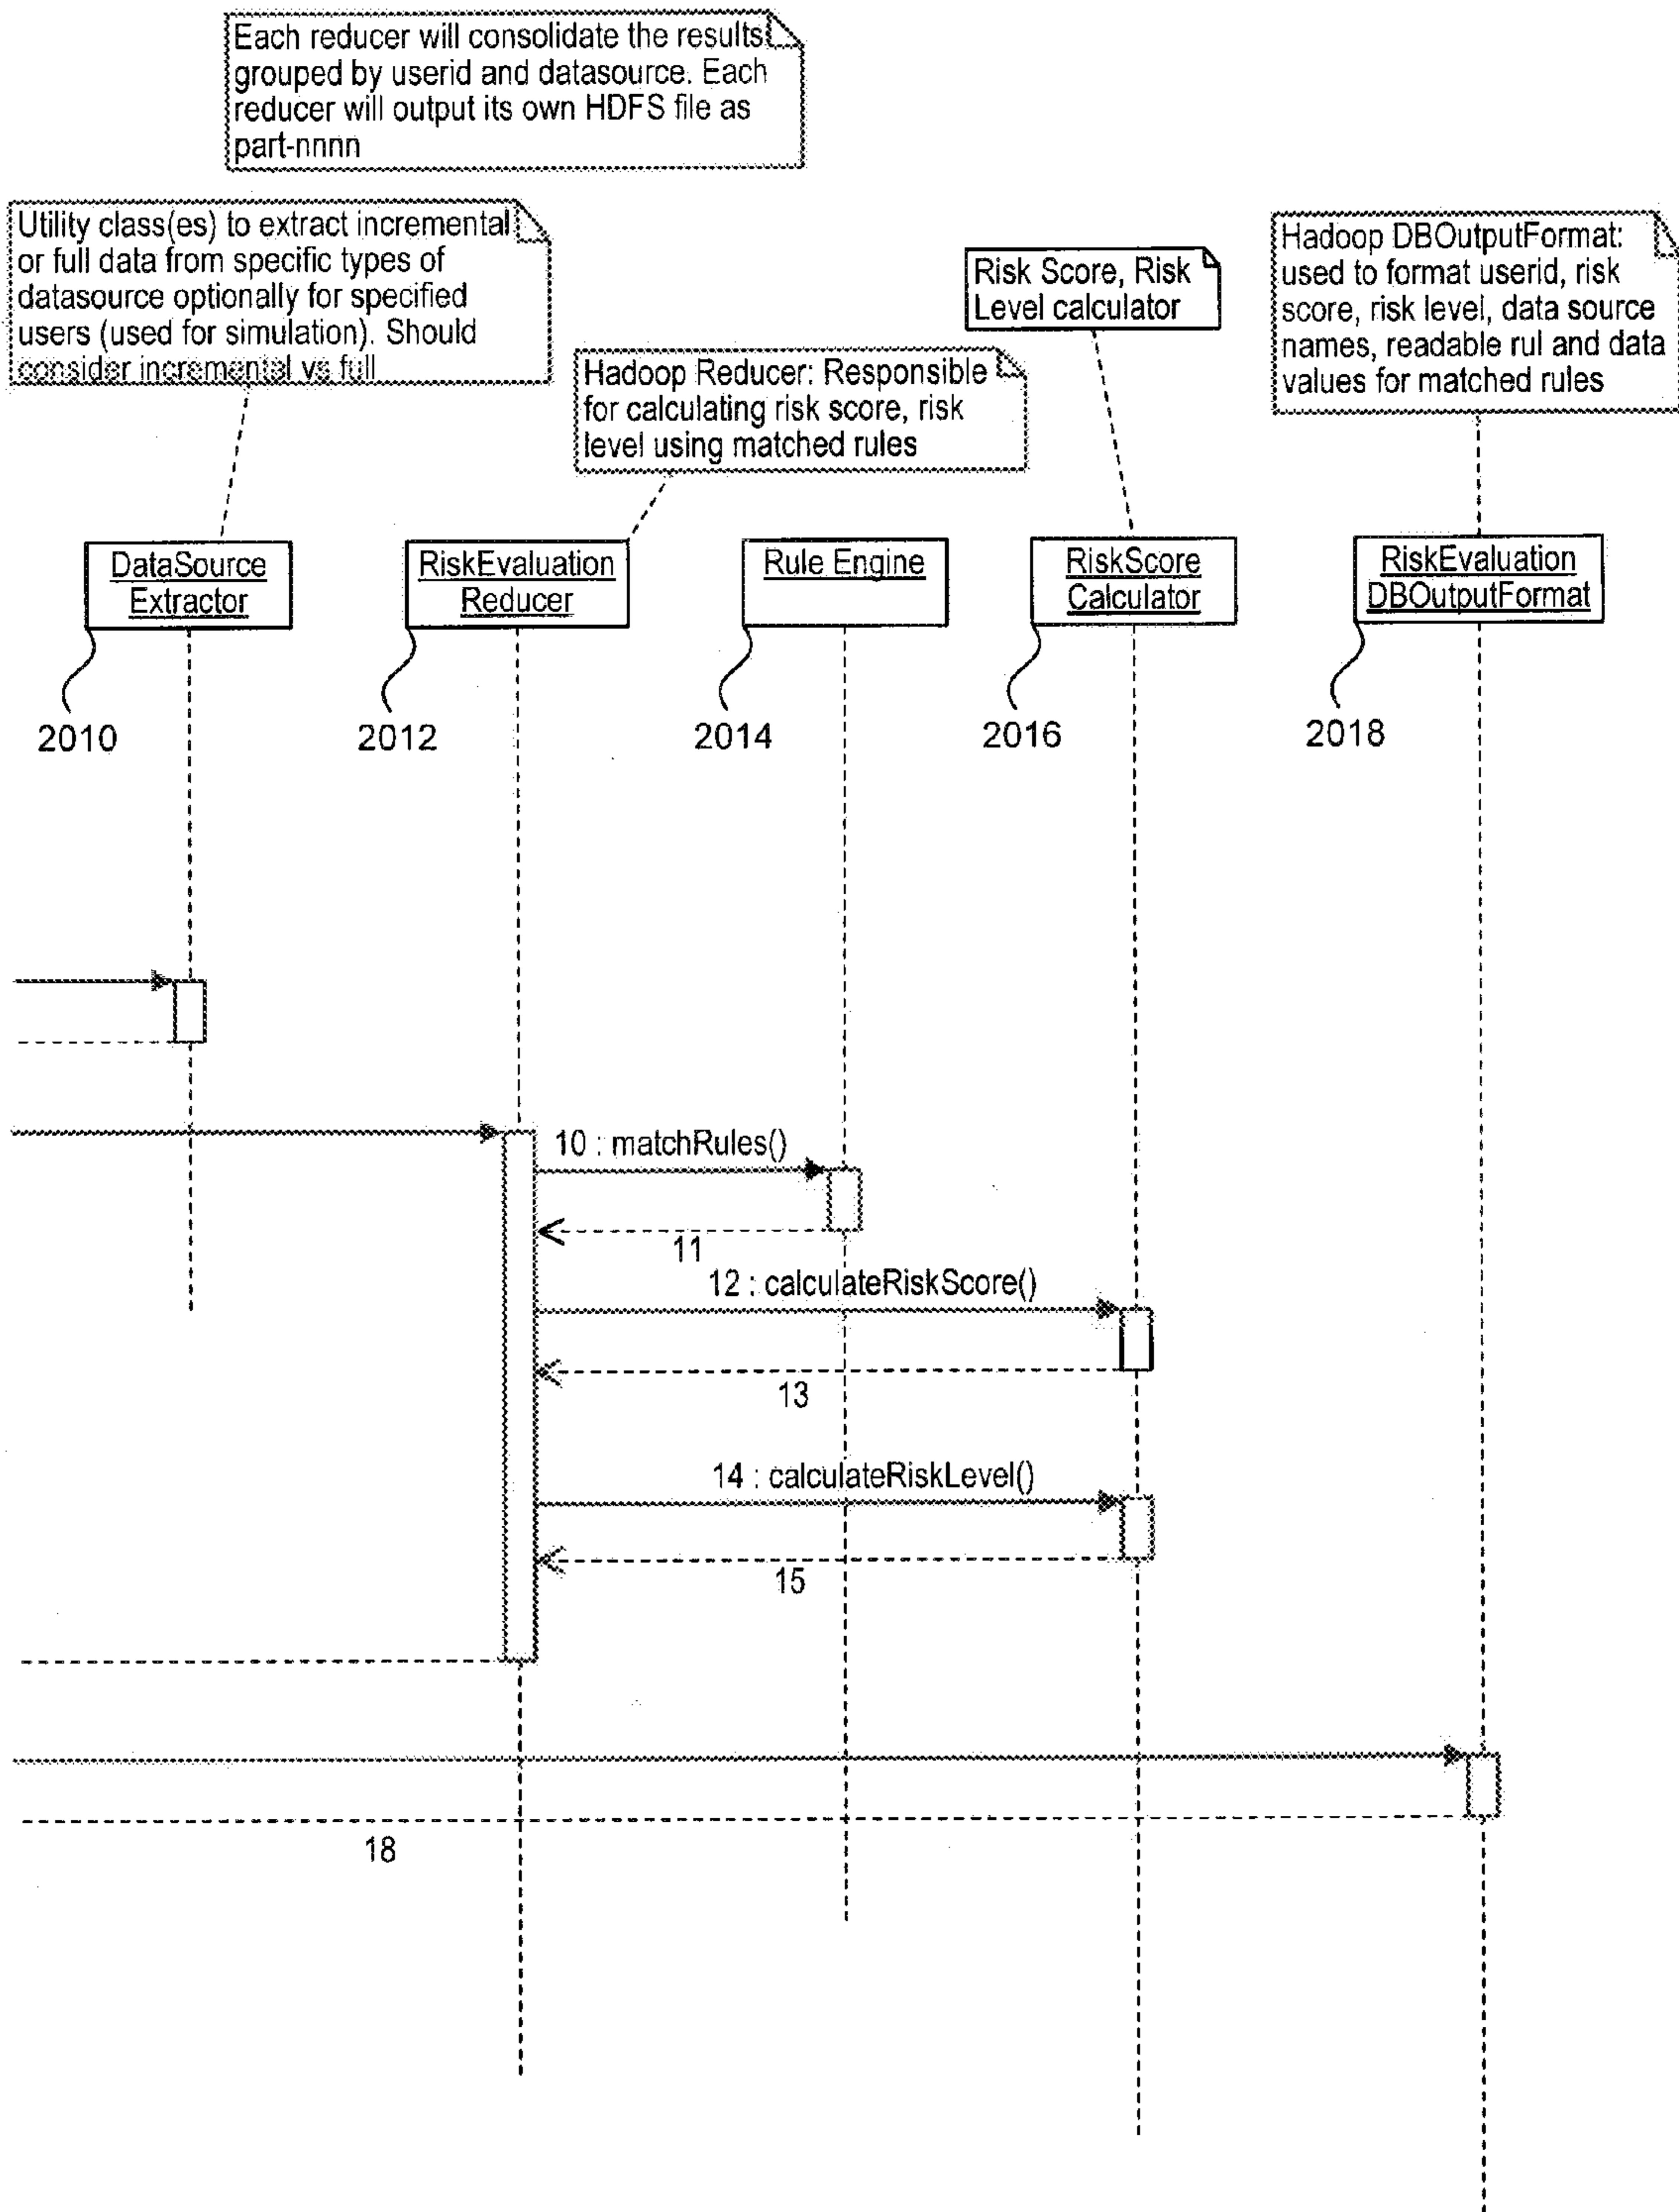 Each reducer will consolidate the results
grouped by userid and datasource. Each
reducer will output its own HDFS file as
part-nnnn
Utility class(es) to extract incremental
or full data from specific types of
datasource optionally for specified
users (used for simulation). Should
consider incremental vs full
Hadoop Reducer: Responsible
for calculating risk score, risk
level using matched rules
Risk Score, Risk
Level calculator
Hadoop DBOutputFormat:
used to format userid, risk
score, risk level, data source
names, readable rul and data
values for matched rules
DataSource
Extractor
RiskEvaluation
Reducer
Rule Engine
RiskScore
Calculator
RiskEvaluation
DBOutputFormat
2010
2012
2014
2016
2018
10 : matchRules()
11
12 : calculateRiskScore()
13
14 : calculateRiskLevel()
15
18